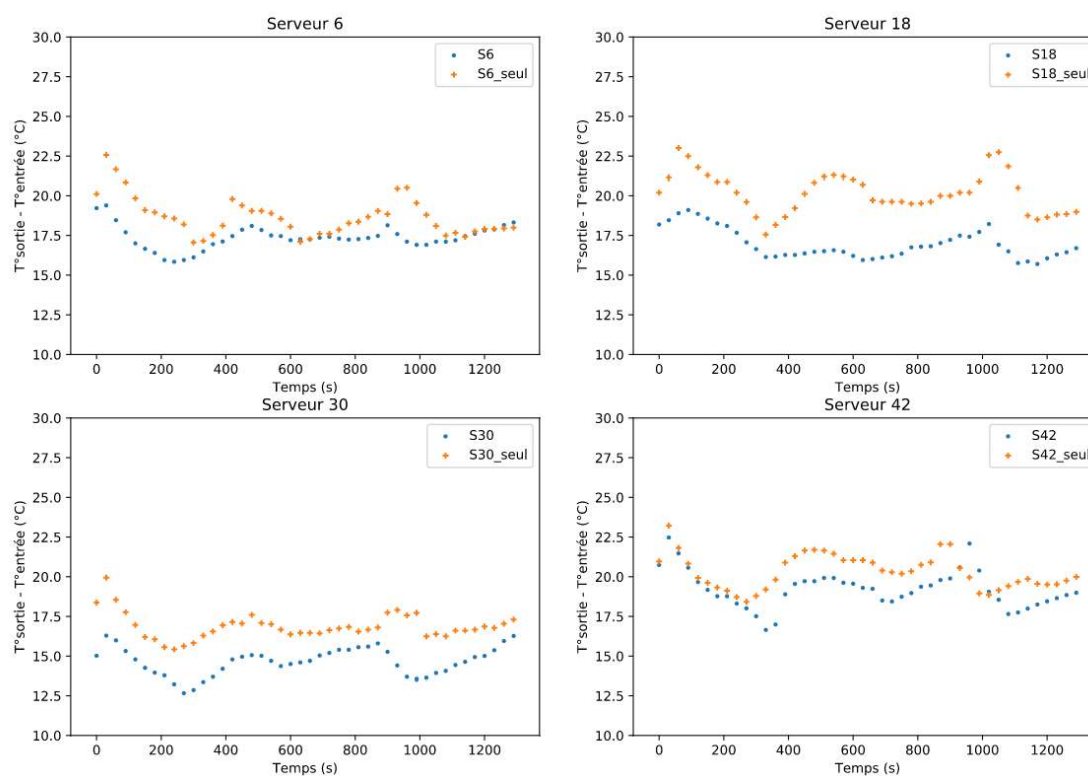 Serveur 6
30.0
27.5
25.0
22.5
20.0
17.5
15.0
12.5
10.0
T°sortie - T°entrée (°C)
S6
S6_seul
0 200 400 600 800 1000 1200
Temps (s)
Serveur 18
30.0
27.5
25.0
22.5
20.0
17.5
15.0
12.5
10.0
T°sortie - T°entrée (°C)
S18
S18_seul
0 200 400 600 800 1000 1200
Temps (s)
Serveur 30
30.0
27.5
25.0
22.5
20.0
17.5
15.0
12.5
10.0
T°sortie - T°entrée (°C)
S30
S30_seul
0 200 400 600 800 1000 1200
Temps (s)
Serveur 42
30.0
27.5
25.0
22.5
20.0
17.5
15.0
12.5
10.0
T°sortie - T°entrée (°C)
S42
S42_seul
0 200 400 600 800 1000 1200
Temps (s)